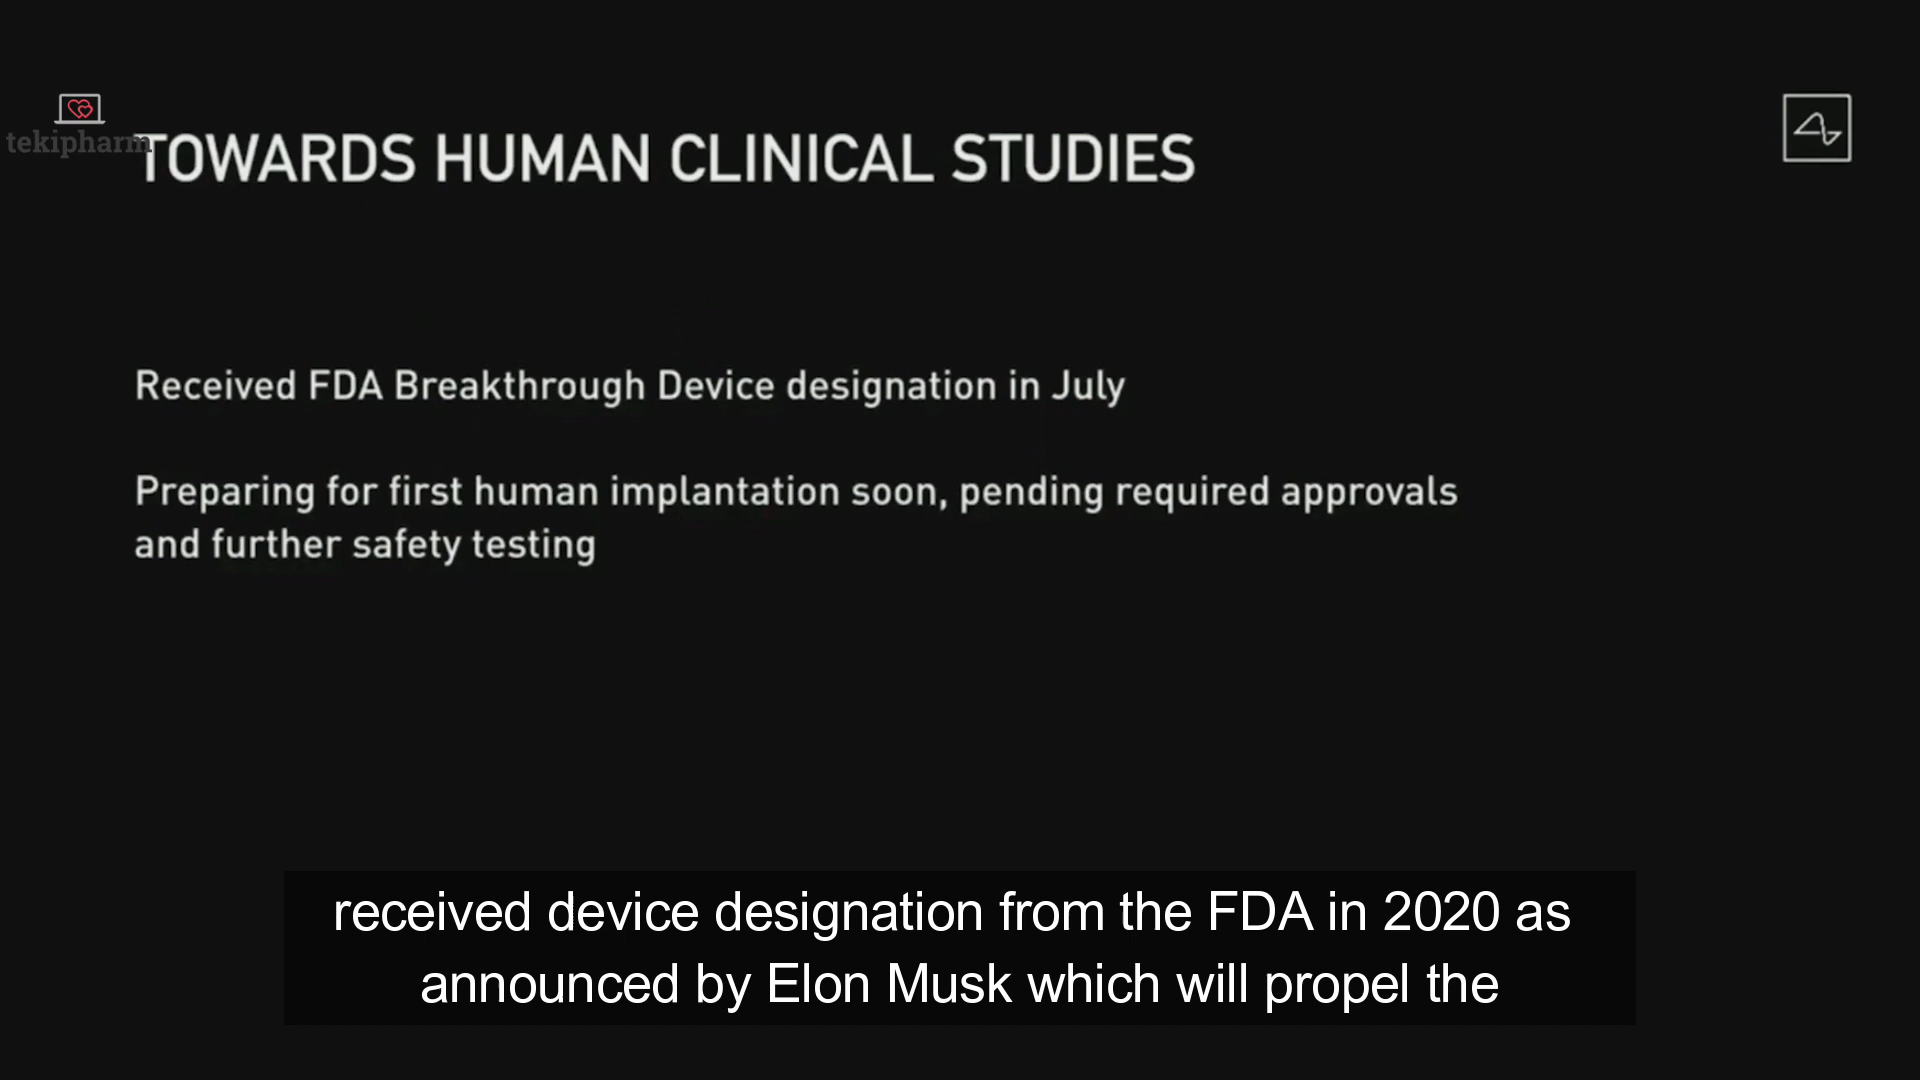 tekipharm
TOWARDS HUMAN CLINICAL STUDIES
Received FDA Breakthrough Device designation in July
Preparing for first human implantation soon, pending required approvals
and further safety testing
received device designation from the FDA in 2020 as
announced by Elon Musk which will propel the